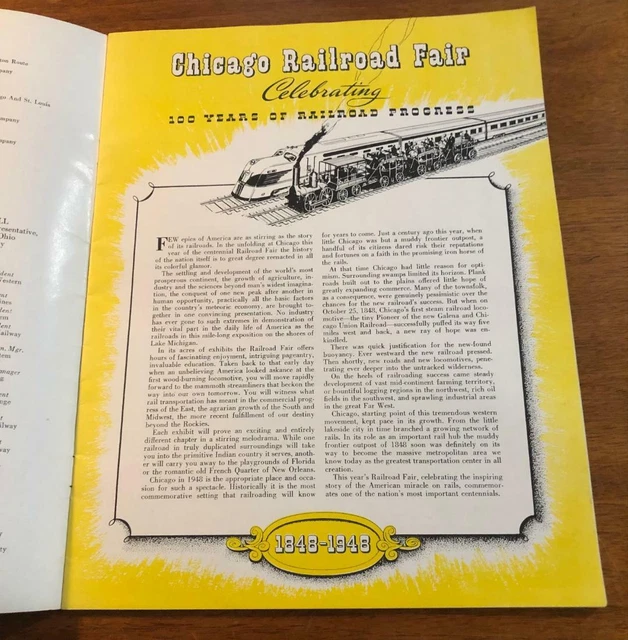 on Route
pany
go And St. Louis
ompany
ompany
LL
resentative,
Ohio
y
dent
Western
nt
ines
ent
em
dent
ailway
n, Mgr.
em
anager
s
dent
ge
ent
ailway
ny
Chicago Railroad Fair
Celebrating
100 YEARS OF RAILROAD PROGRESS
FEW epics of America are as stirring as the story
of its railroads. In the unfolding at Chicago this
year of the centennial Railroad Fair the history
of the nation itself is to great degree reenacted in all
its colorful glamor.
The settling and development of the world's most
prosperous continent, the growth of agriculture, in-
dustry and the sciences beyond man's widest imagina-
tion, the conquest of one new peak after another in
human opportunity, practically all the basic factors
in the country's meteoric economy, are brought to-
gether in one convincing presentation. No industry
has ever gone to such extremes in demonstration of
their vital part in the daily life of America as the
railroads in this mile-long exposition on the shores of
Lake Michigan.
In its acres of exhibits the Railroad Fair offers
hours of fascinating enjoyment, intriguing pageantry,
invaluable education. Taken back to that early day
when an unbelieving America looked askance at the
first wood-burning locomotive, you will move rapidly
forward to the mammoth streamliners that beckon the
way into our own tomorrow. You will witness what
rail transportation has meant in the commercial prog-
ress of the East, the agrarian growth of the South and
Midwest, the more recent fulfillment of our destiny
beyond the Rockies.
Each exhibit will prove an exciting and entirely
different chapter in a stirring melodrama. While one
railroad in truly duplicated surroundings will take
you into the primitive Indian country it serves, anoth-
er will carry you away to the playgrounds of Florida
or the romantic old French Quarter of New Orleans.
Chicago in 1948 is the appropriate place and occa-
sion for such a spectacle. Historically it is the most
commemorative setting that railroading will know
for years to come. Just a century ago this year, when
little Chicago was but a muddy frontier outpost, a
handful of its citizens dared risk their reputations
and fortunes on a faith in the promising iron horse of
the rails.
At that time Chicago had little reason for opti-
mism. Surrounding swamps limited its horizon. Plank
roads built out to the plains offered little hope of
greatly expanding commerce. Many of the townsfolk,
as a consequence, were genuinely pessimistic over the
chances for the new railroad's success. But when on
October 25, 1848, Chicago's first steam railroad loco-
motive—the tiny Pioneer of the new Galena and Chi-
cago Union Railroad—successfully puffed its way five
miles west and back, a new ray of hope was en-
kindled.
There was quick justification for the new-found
buoyancy. Ever westward the new railroad pressed.
Then shortly, new roads and new locomotives, pene-
trating ever deeper into the untracked wilderness.
On the heels of railroading success came steady
development of vast mid-continent farming territory,
or bountiful logging regions in the northwest, rich oil
fields in the southwest, and sprawling industrial areas
in the great Far West.
Chicago, starting point of this tremendous western
movement, kept pace in its growth. From the little
lakeside city in time branched a growing network of
rails. In its role as an important rail hub the muddy
frontier outpost of 1848 soon was definitely on its
way to become the massive metropolitan area we
know today as the greatest transportation center in all
creation.
This year's Railroad Fair, celebrating the inspiring
story of the American miracle on rails, commemor-
ates one of the nation's most important centennials.
1848-1948